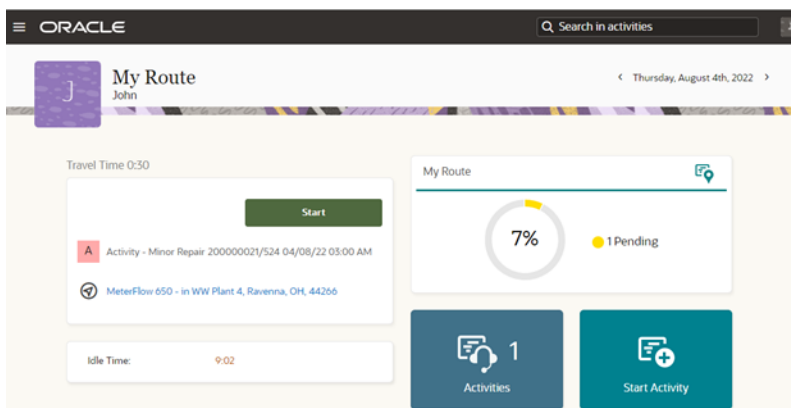 ORACLE
Search in activities
J
My Route
John
Thursday, August 4th, 2022
Travel Time 0:30
Start
A
Activity - Minor Repair 200000021/524 04/08/22 03:00 AM
MeterFlow 650 - in WW Plant 4, Ravenna, OH, 44266
Idle Time: 9:02
My Route
7%
1 Pending
1
Activities
Start Activity